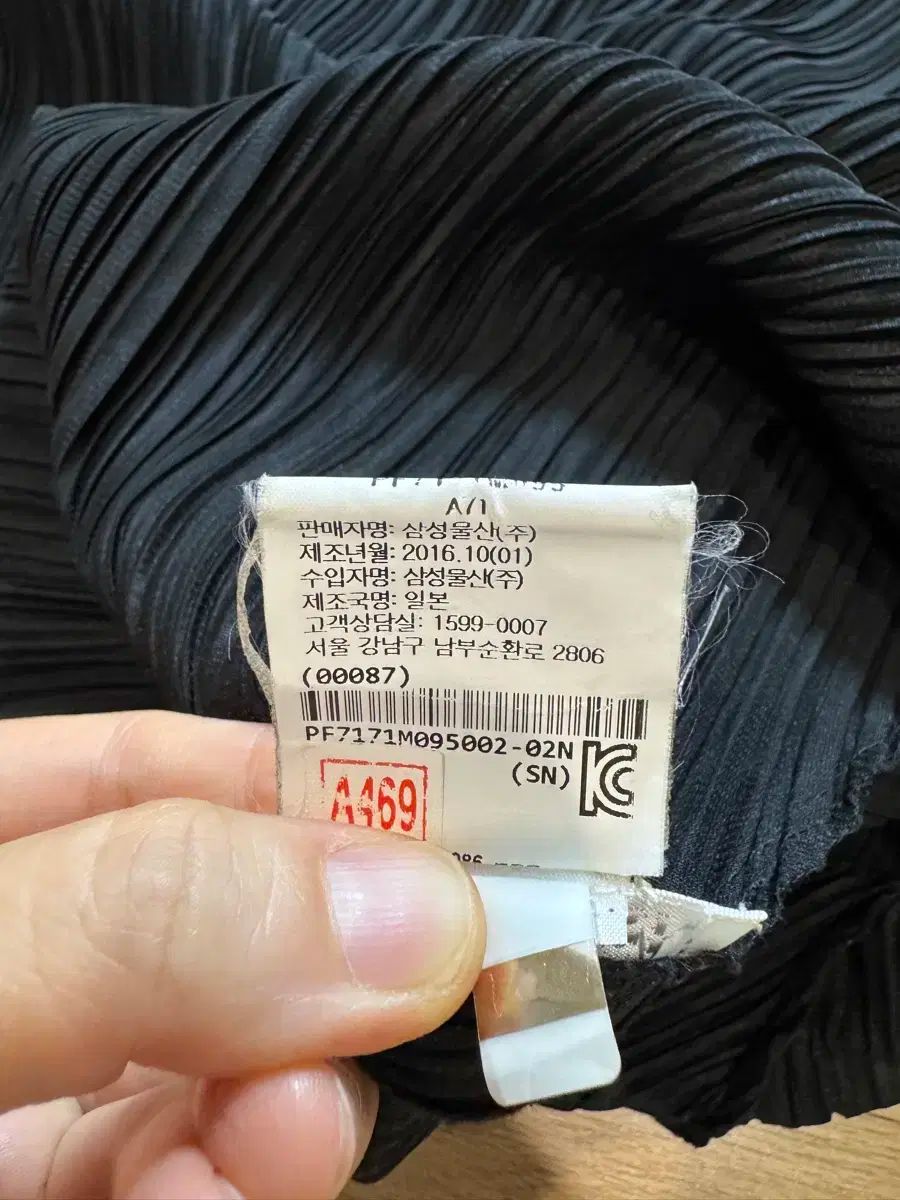 A/1
판매자명: 삼성물산(주)
제조년월: 2016.10(01)
수입자명: 삼성물산(주)
제조국명: 일본
고객상담실: 1599-0007
서울 강남구 남부순환로 2806
(00087)
PF7171M095002-02N
(SN)
A469